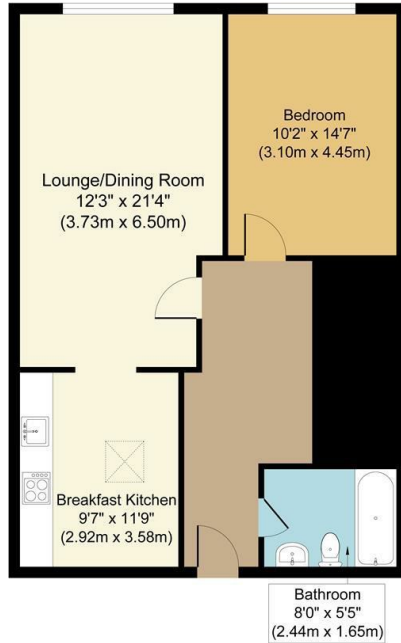 Bedroom
10'2" x 14'7"
(3.10m x 4.45m)
Lounge/Dining Room
12'3" x 21'4"
(3.73m x 6.50m)
Breakfast Kitchen
9'7" x 11'9"
(2.92m x 3.58m)
Bathroom
8'0" x 5'5"
(2.44m x 1.65m)